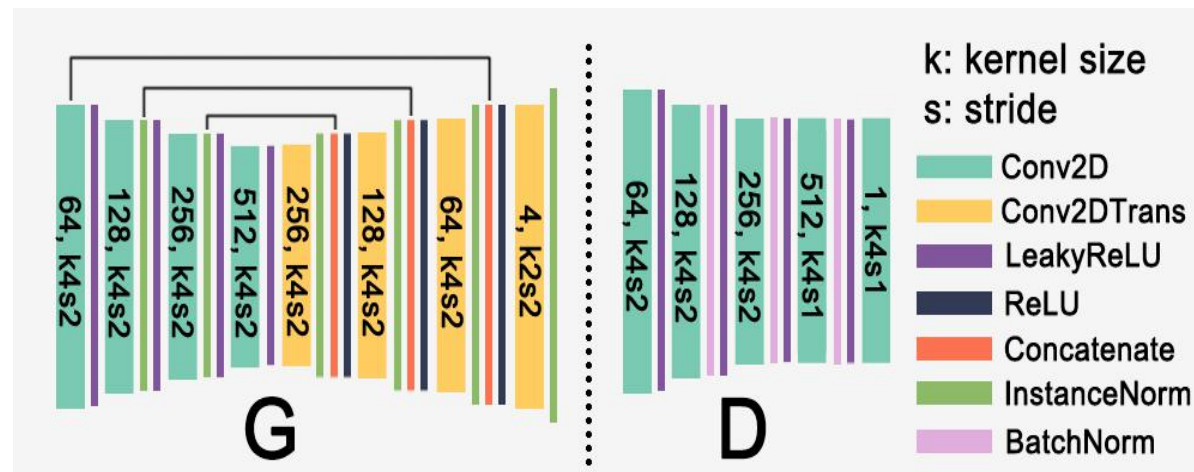 64, k4s2
128, k4s2
256, k4s2
512, k4s2
256, k4s2
128, k4s2
64, k4s2
4, k2s2
G
64, k4s2
128, k4s2
256, k4s2
512, k4s1
1, k4s1
D
k: kernel size
s: stride
Conv2D
Conv2DTrans
LeakyReLU
ReLU
Concatenate
InstanceNorm
BatchNorm